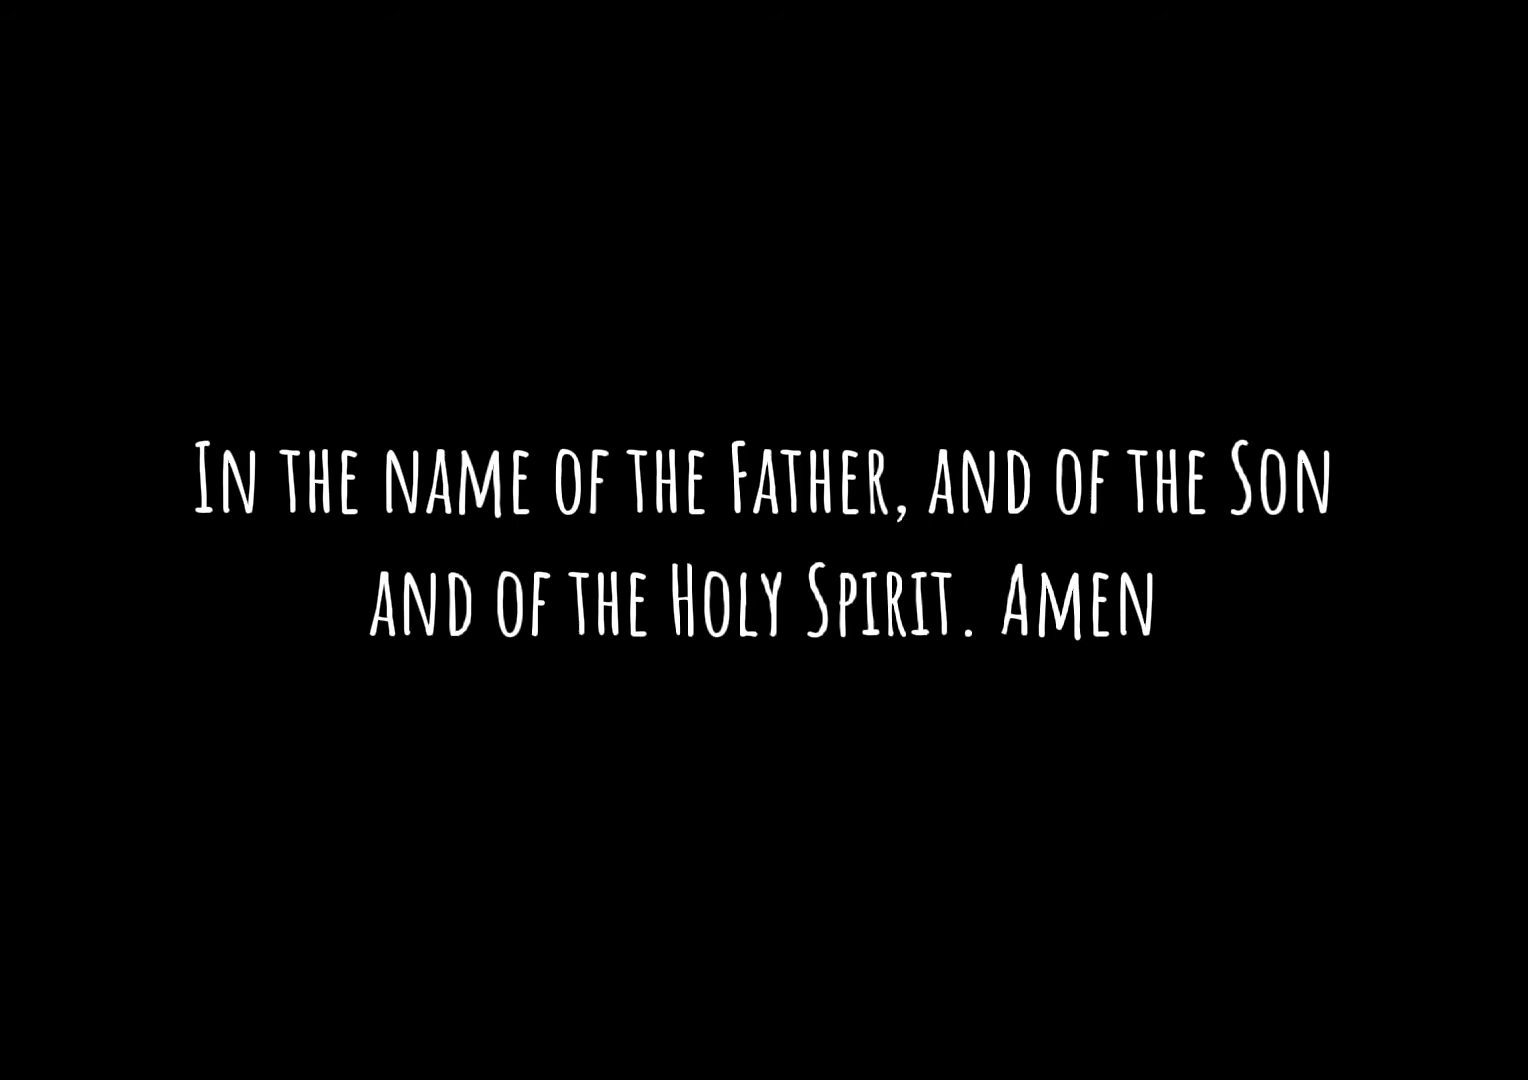 In the name of the Father, and of the Son
and of the Holy Spirit. Amen